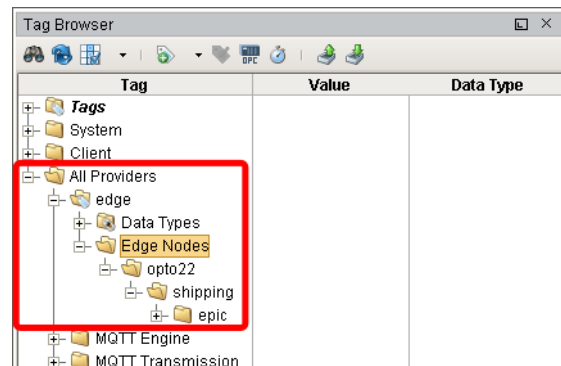 Tag Browser
OPC
Tag Value Data Type
Tags
System
Client
All Providers
edge
Data Types
Edge Nodes
opto22
shipping
epic
MQTT Engine
MQTT Transmission